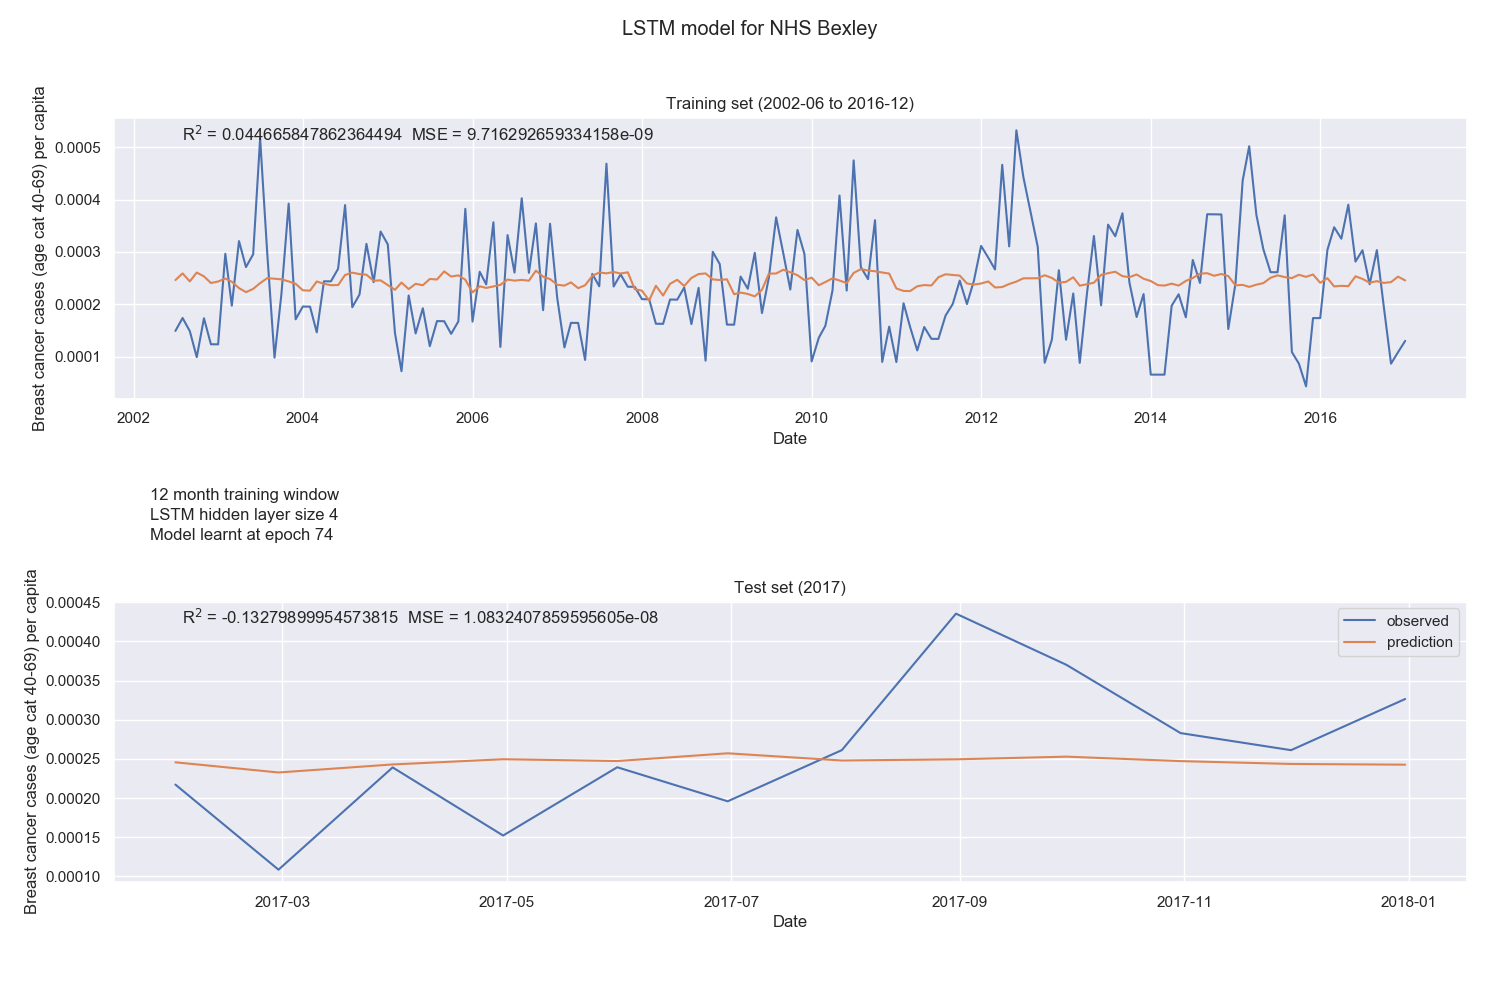 LSTM model for NHS Bexley
Training set (2002-06 to 2016-12)
R² = 0.044665847862364494 MSE = 9.716292659334158e-09
Breast cancer cases (age cat 40-69) per capita
0.0005
0.0004
0.0003
0.0002
0.0001
2002 2004 2006 2008 2010 2012 2014 2016
Date
12 month training window
LSTM hidden layer size 4
Model learnt at epoch 74
Test set (2017)
R² = -0.13279899954573815 MSE = 1.0832407859595605e-08
observed
prediction
Breast cancer cases (age cat 40-69) per capita
0.00045
0.00040
0.00035
0.00030
0.00025
0.00020
0.00015
0.00010
2017-03 2017-05 2017-07 2017-09 2017-11 2018-01
Date